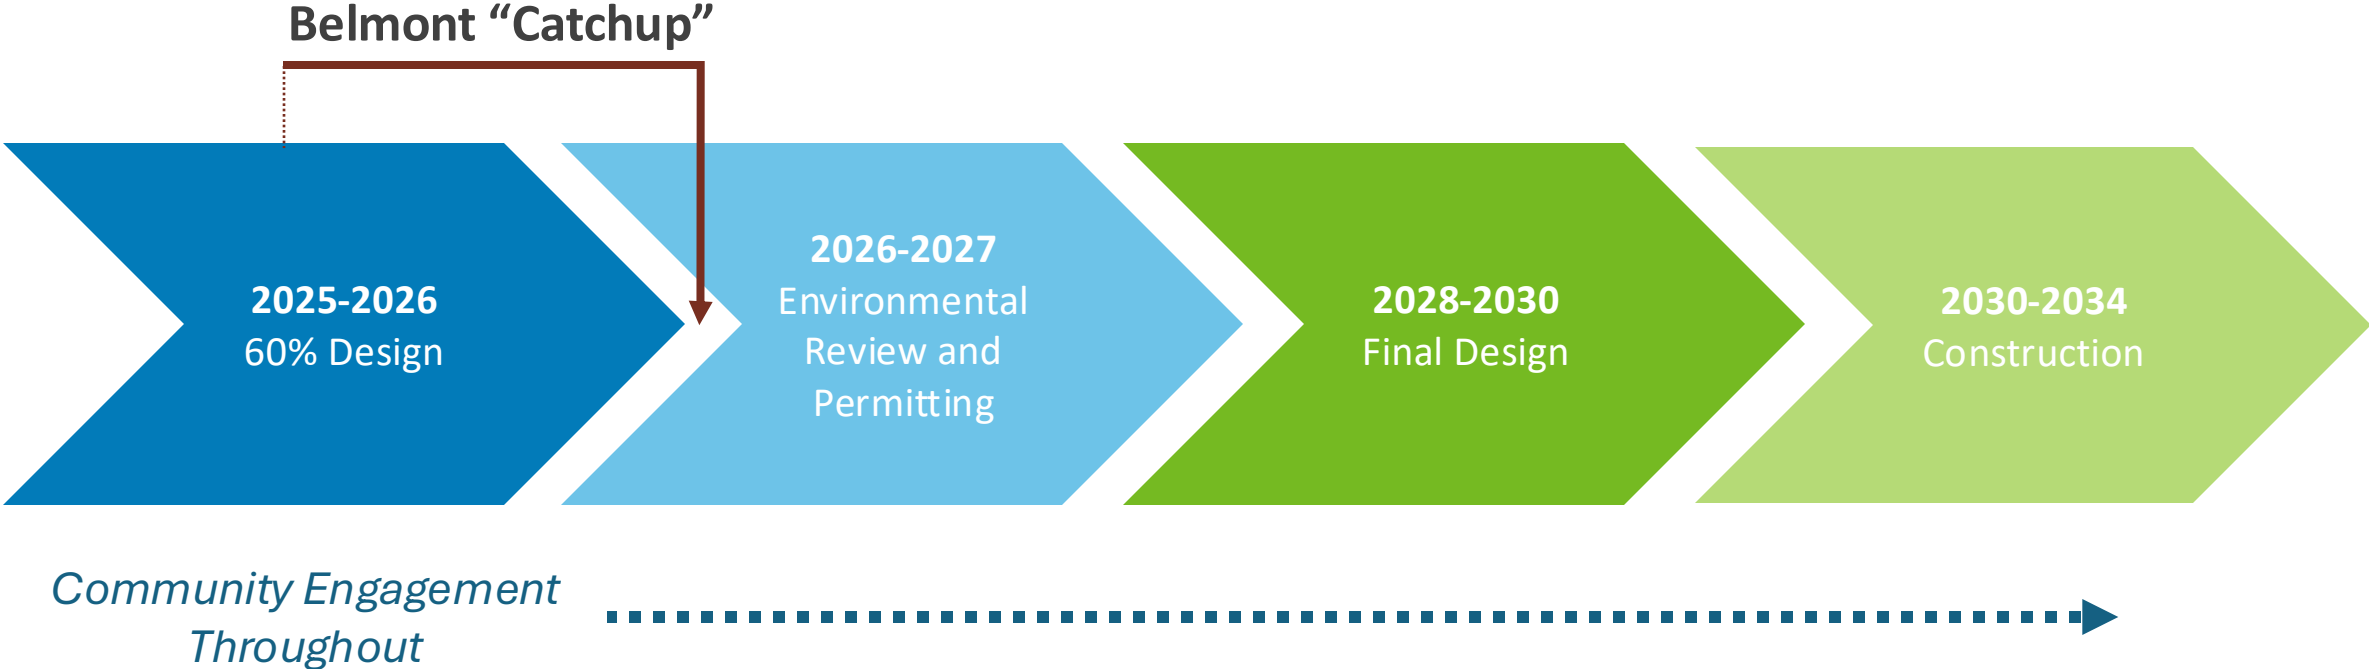 Belmont “Catchup”
2025-2026
60% Design
2026-2027
Environmental
Review and
Permitting
2028-2030
Final Design
2030-2034
Construction
Community Engagement
Throughout